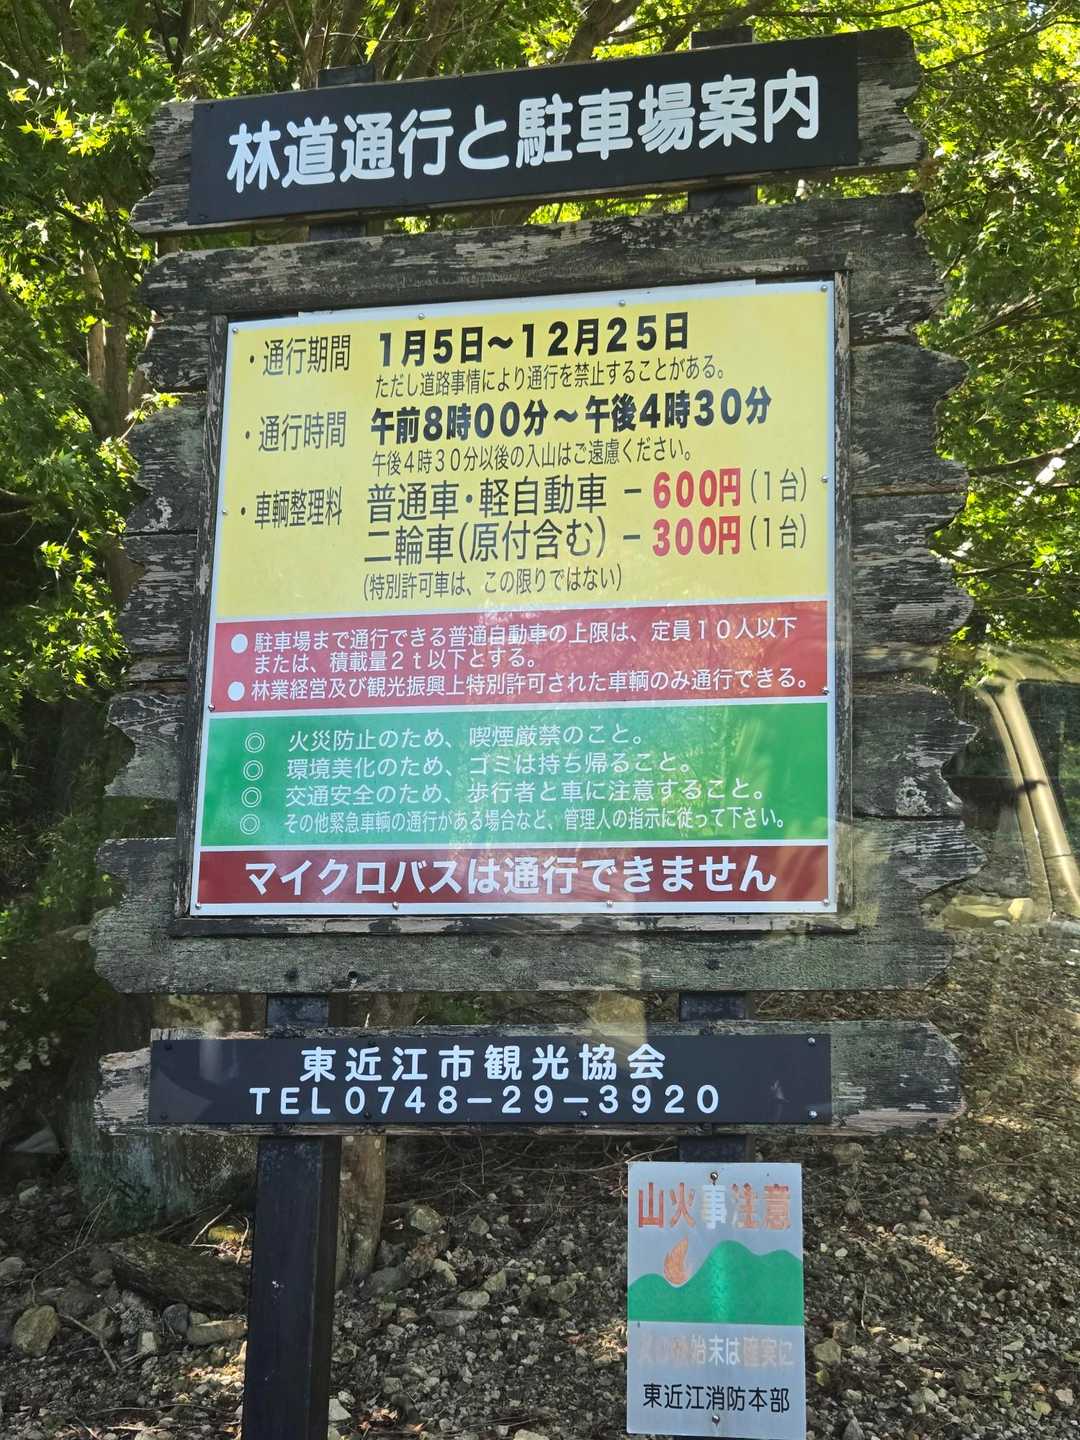 林道通行と駐車場案内
・通行期間 1月5日～12月25日
ただし道路事情により通行を禁止することがある。
・通行時間 午前8時00分～午後4時30分
午後4時30分以後の入山はご遠慮ください。
・車輌整理料 普通車・軽自動車 －600円(1台)
二輪車(原付含む) －300円(1台)
(特別許可車は、この限りではない)
●駐車場まで通行できる普通自動車の上限は、定員10人以下
または、積載量2t以下とする。
●林業経営及び観光振興上特別許可された車輌のみ通行できる。
◎ 火災防止のため、喫煙厳禁のこと。
◎ 環境美化のため、ゴミは持ち帰ること。
◎ 交通安全のため、歩行者と車に注意すること。
◎ その他緊急車輌の通行がある場合など、管理人の指示に従って下さい。
マイクロバスは通行できません
東近江市観光協会
TEL0748－29－3920
山火事注意
火の後始末は確実に
東近江消防本部